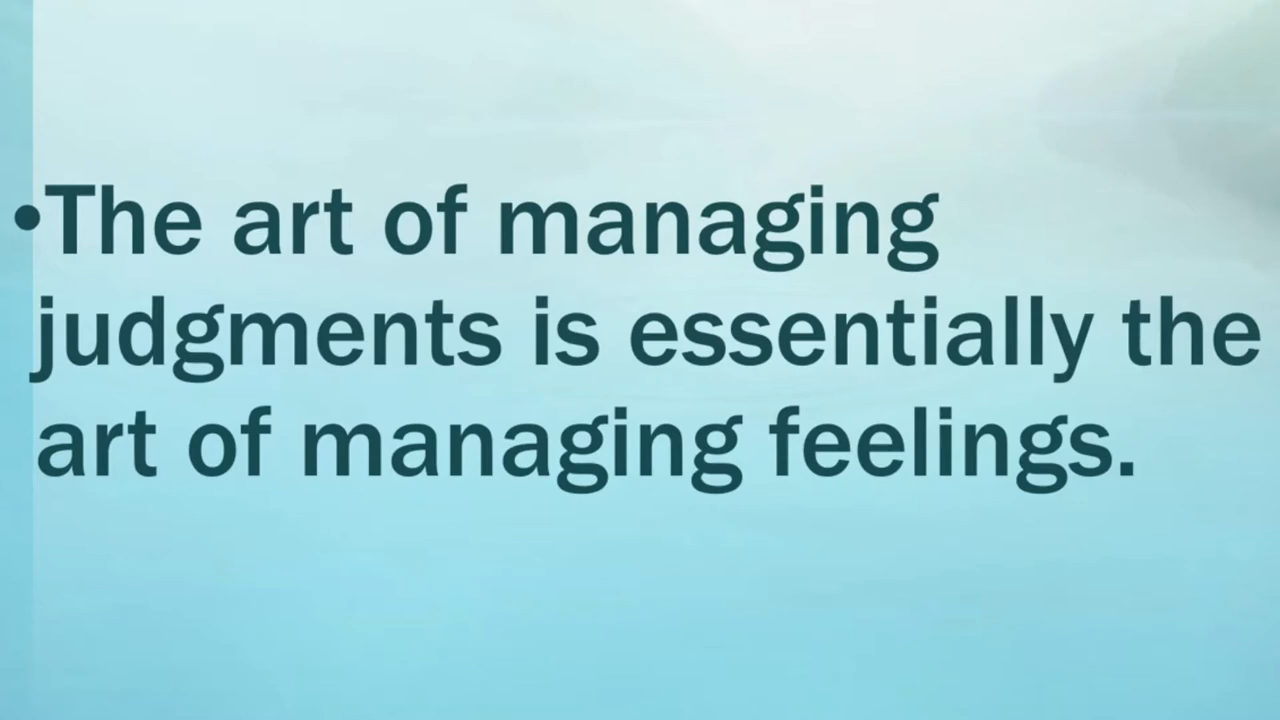 •The art of managing
judgments is essentially the
art of managing feelings.